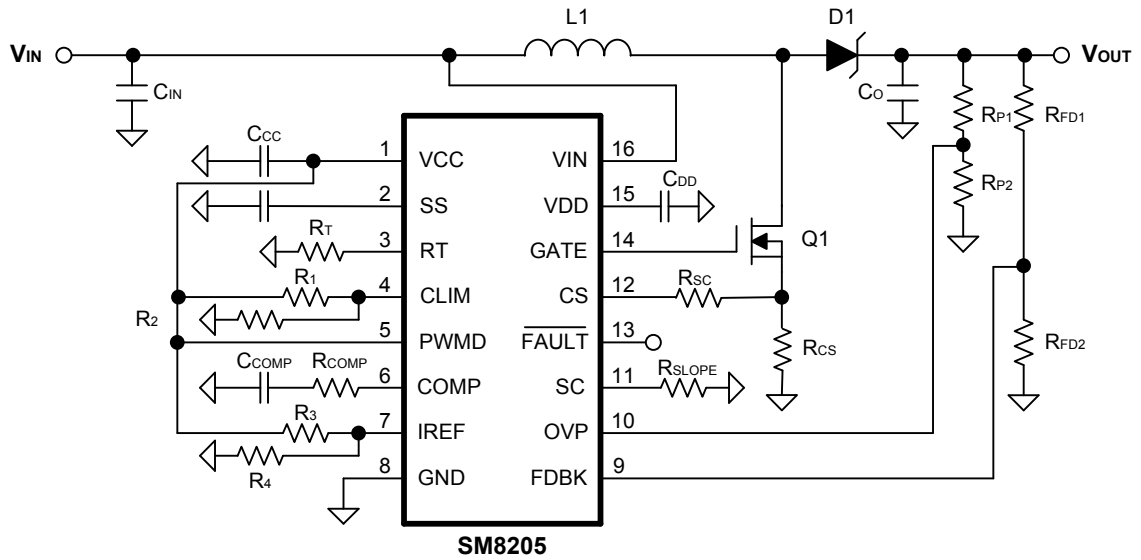 L1
D1
VIN
VOUT
CIN
CO
RP1
RFD1
CCC
1
VCC
VIN
16
CDD
RP2
2
SS
VDD
15
RT
3
RT
GATE
14
Q1
R1
4
CLIM
CS
12
RSC
R2
5
PWMD
FAULT
13
RCS
RFD2
CCOMP
RCOMP
6
COMP
SC
11
RSLOPE
R3
7
IREF
OVP
10
R4
8
GND
FDBK
9
SM8205